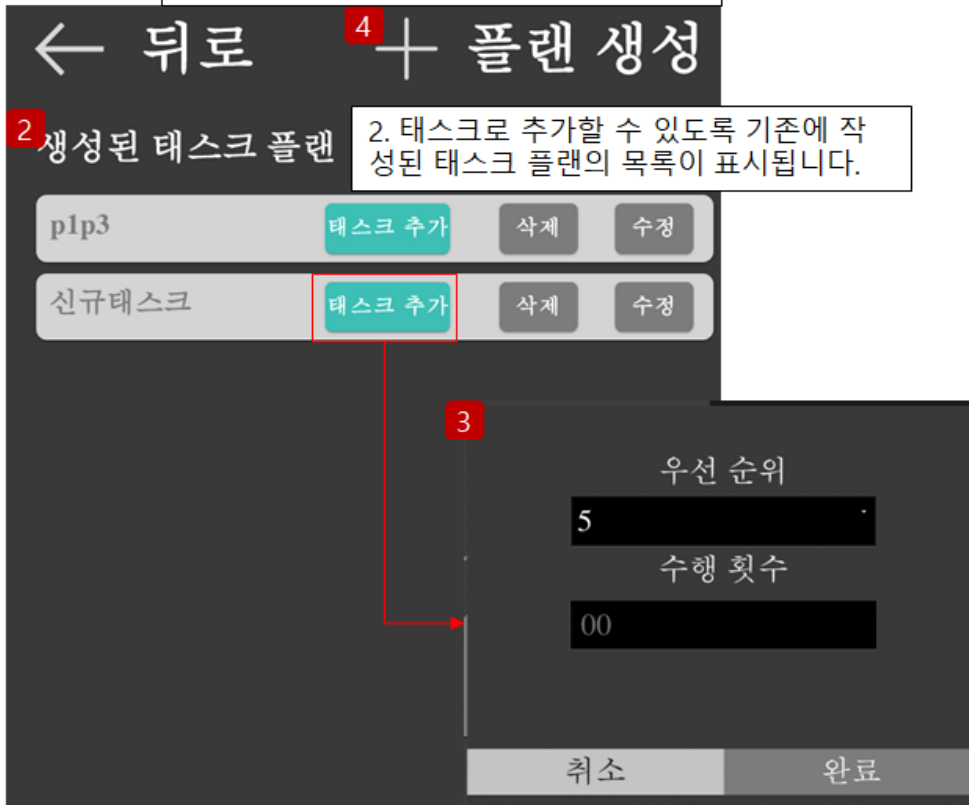 4
뒤로
플랜 생성
2
생성된 태스크 플랜
2. 태스크로 추가할 수 있도록 기존에 작
성된 태스크 플랜의 목록이 표시됩니다.
p1p3 태스크 추가 삭제 수정
신규태스크 태스크 추가 삭제 수정
3
우선 순위
5
수행 횟수
00
취소 완료